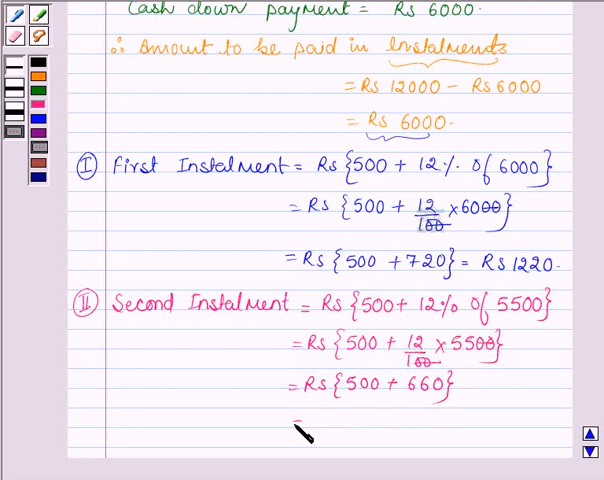 Cash down payment = Rs 6000.
∴ Amount to be paid in Instalments
= Rs 12000 – Rs 6000
= Rs 6000.
(I) First Instalment = Rs {500 + 12% of 6000}
= Rs {500 + 12/100 × 6000}
= Rs {500 + 720} = Rs 1220.
(II) Second Instalment = Rs {500 + 12% of 5500}
= Rs {500 + 12/100 × 5500}
= Rs {500 + 660}
=